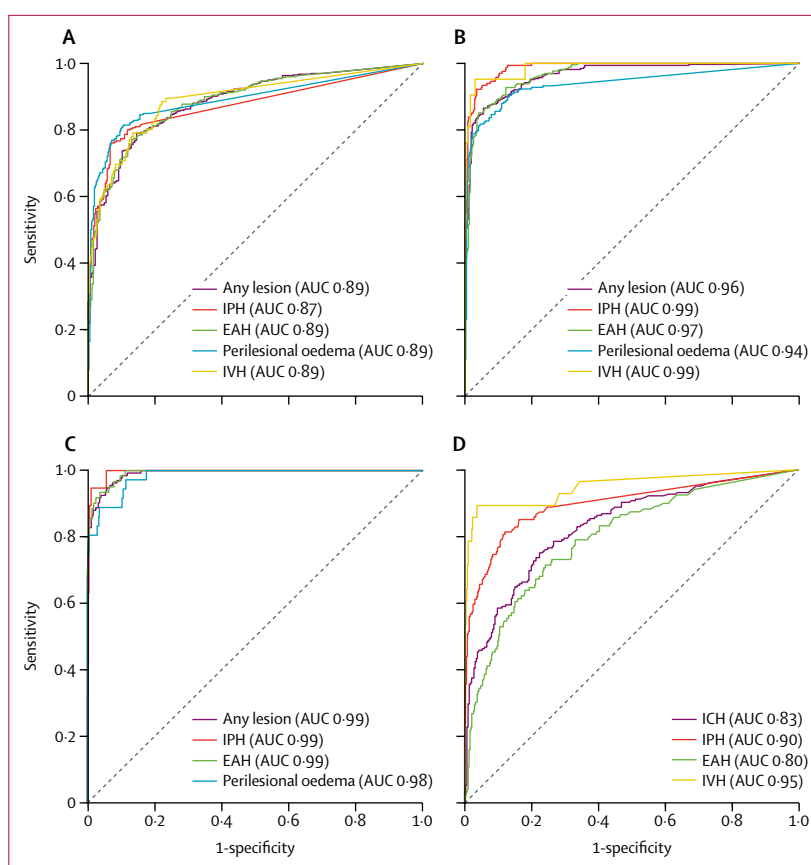 A
B
1·0
0·8
0·6
0·4
0·2
0
Sensitivity
Any lesion (AUC 0·89)
IPH (AUC 0·87)
EAH (AUC 0·89)
Perilesional oedema (AUC 0·89)
IVH (AUC 0·89)
Any lesion (AUC 0·96)
IPH (AUC 0·99)
EAH (AUC 0·97)
Perilesional oedema (AUC 0·94)
IVH (AUC 0·99)
C
D
1·0
0·8
0·6
0·4
0·2
0
Sensitivity
Any lesion (AUC 0·99)
IPH (AUC 0·99)
EAH (AUC 0·99)
Perilesional oedema (AUC 0·98)
0 0·2 0·4 0·6 0·8 1·0
1-specificity
ICH (AUC 0·83)
IPH (AUC 0·90)
EAH (AUC 0·80)
IVH (AUC 0·95)
0 0·2 0·4 0·6 0·8 1·0
1-specificity